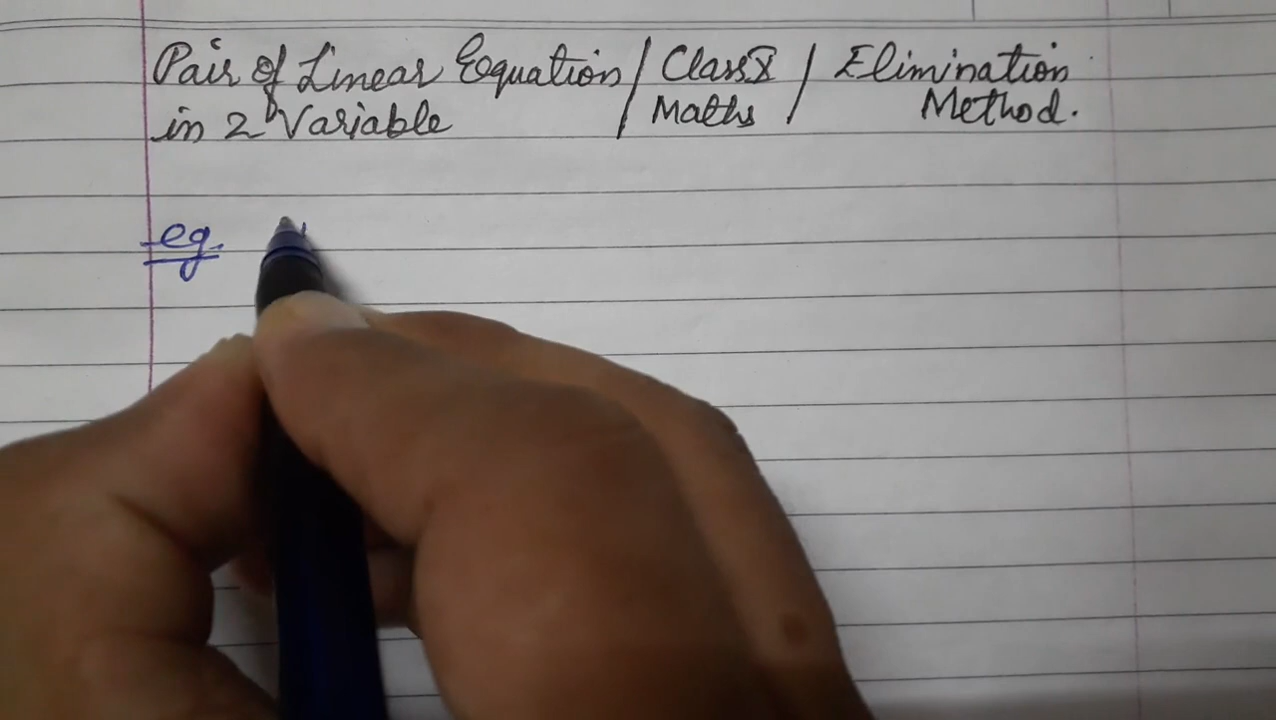 Pair of Linear Equation / Class X / Elimination
in 2 Variable / Maths / Method.
eg.